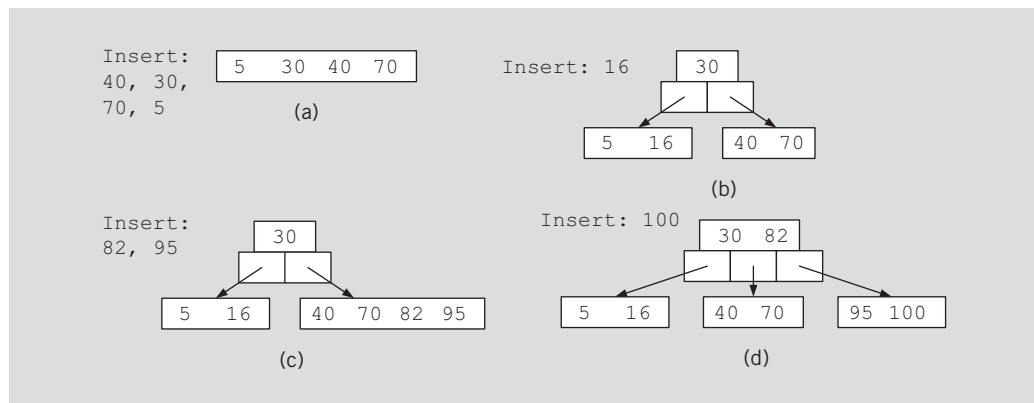 Insert:
40, 30,
70, 5
5 30 40 70
(a)
Insert: 16
30
5 16
40 70
(b)
Insert:
82, 95
30
5 16
40 70 82 95
(c)
Insert: 100
30 82
5 16
40 70
95 100
(d)